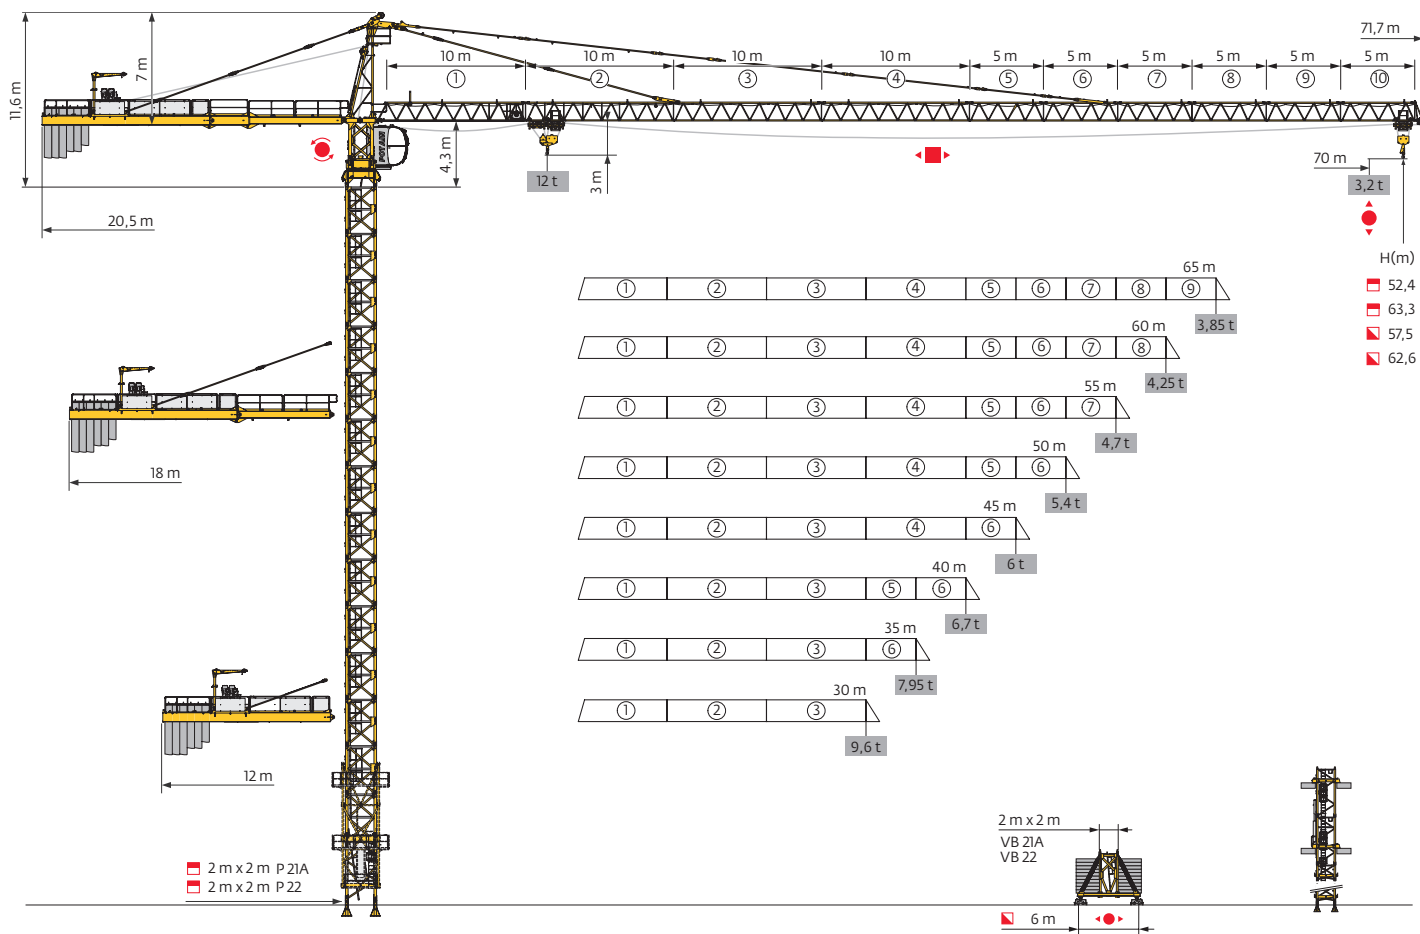 71,7 m
10 m 10 m 10 m 10 m 5 m 5 m 5 m 5 m 5 m 5 m
1 2 3 4 5 6 7 8 9 10
11,6 m
7 m
POTAIN
4,3 m
12 t
3 m
70 m
3,2 t
20,5 m
H(m)
52,4
63,3
57,5
62,6
65 m
1 2 3 4 5 6 7 8 9
3,85 t
60 m
1 2 3 4 5 6 7 8
4,25 t
55 m
1 2 3 4 5 6 7
4,7 t
18 m
50 m
1 2 3 4 5 6
5,4 t
45 m
1 2 3 4 6
6 t
40 m
1 2 3 5 6
6,7 t
35 m
1 2 3 6
7,95 t
30 m
1 2 3
9,6 t
12 m
2 m x 2 m
VB 21A
VB 22
2 m x 2 m P 21A
2 m x 2 m P 22
6 m